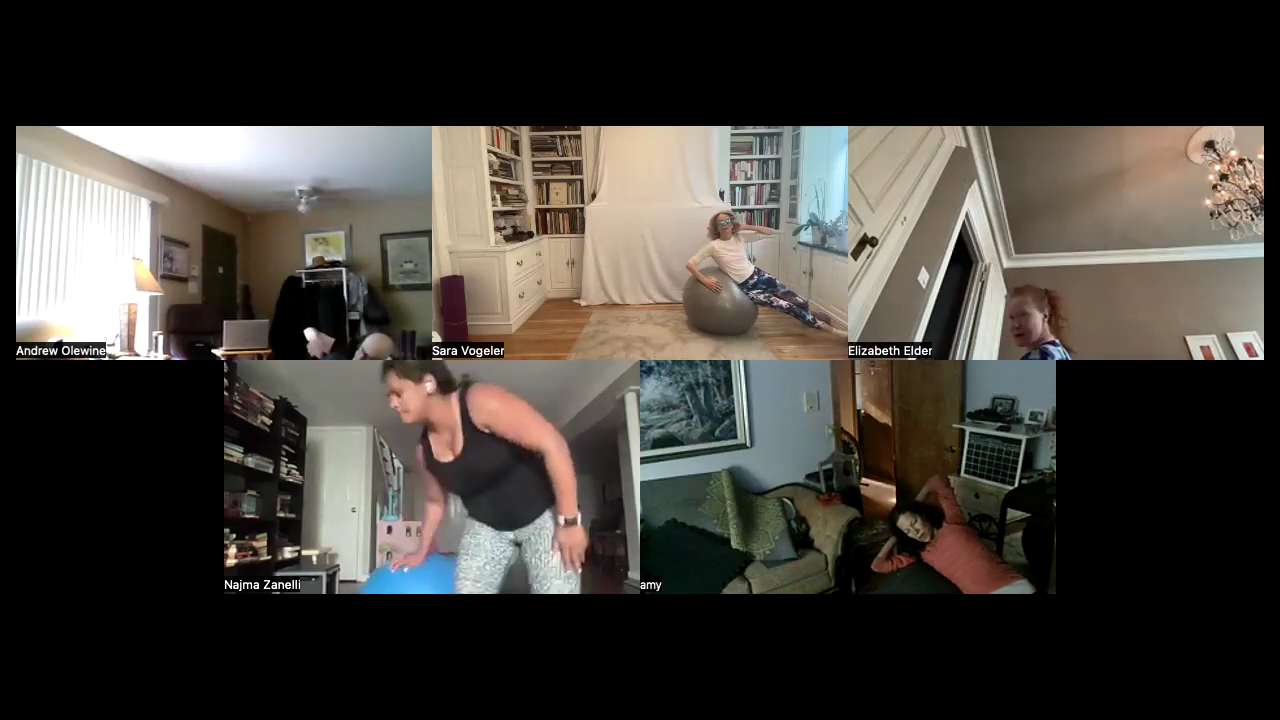 Andrew Olewine
Sara Vogeler
Elizabeth Elder
Najma Zanelli
amy